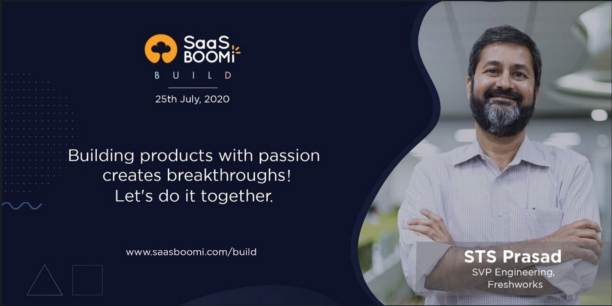 SaaS
BOOMi
BUILD
25th July, 2020
Building products with passion
creates breakthroughs!
Let's do it together.
www.saasboomi.com/build
STS Prasad
SVP Engineering,
Freshworks